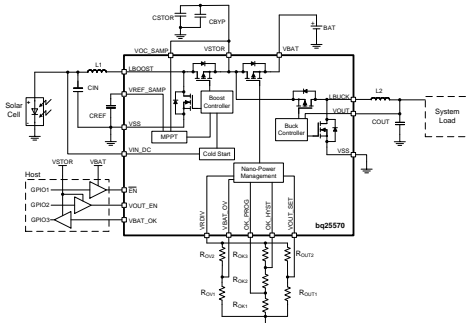 CSTOR
CBYP
BAT
VOC_SAMP
VSTOR
VBAT
L1
LBOOST
Solar Cell
CIN
VREF_SAMP
CREF
Boost Controller
LBUCK
L2
VOUT
System Load
COUT
Buck Controller
VSS
MPPT
VSS
VIN_DC
Cold Start
VSTOR
VBAT
Host
Nano-Power Management
GPIO1
EN
GPIO2
VOUT_EN
GPIO3
VBAT_OK
bq25570
VRDIV
VBAT_OV
OK_PROG
OK_HYST
VOUT_SET
ROV2
ROK3
ROUT2
ROK2
ROV1
ROUT1
ROK1